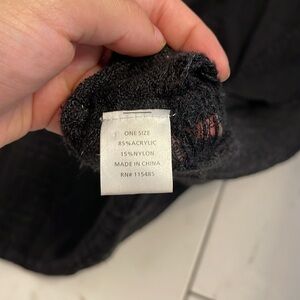 ONE SIZE
85% ACRYLIC
15% NYLON
MADE IN CHINA
RN# 115485